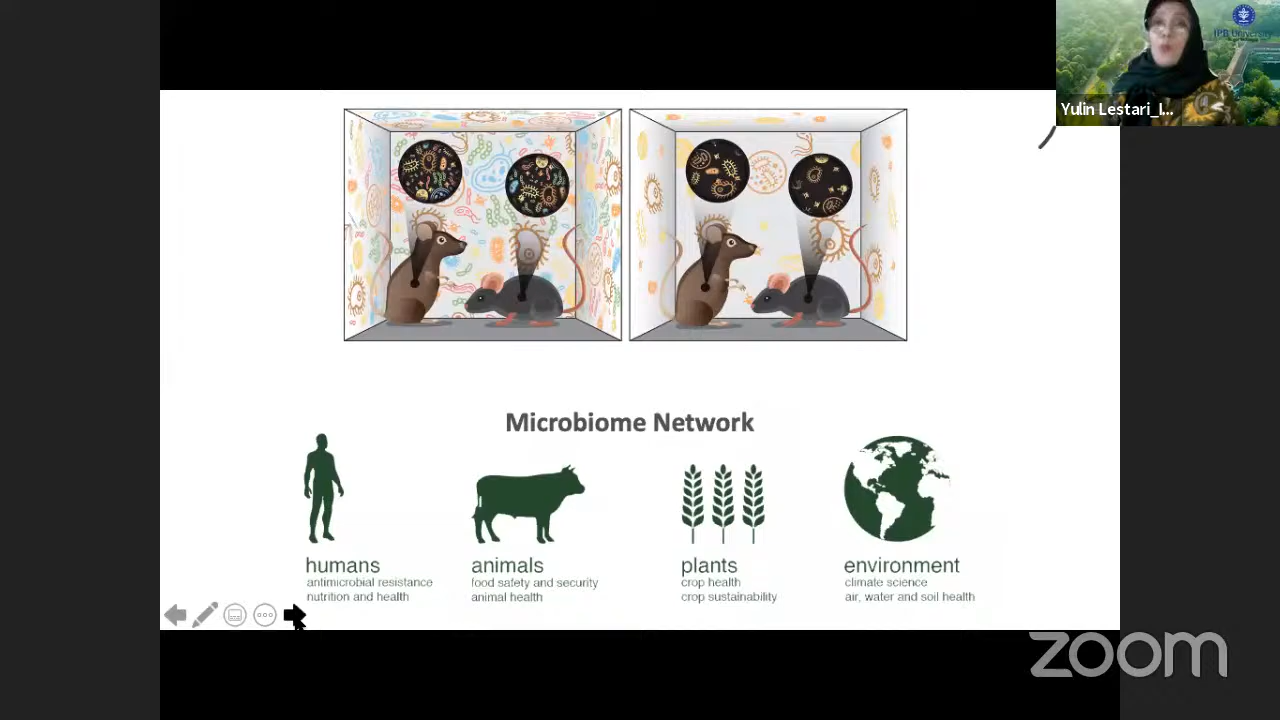 IPB University
Yulin Lestari_I...
Microbiome Network
humans
antimicrobial resistance
nutrition and health
animals
food safety and security
animal health
plants
crop health
crop sustainability
environment
climate science
air, water and soil health
zoom